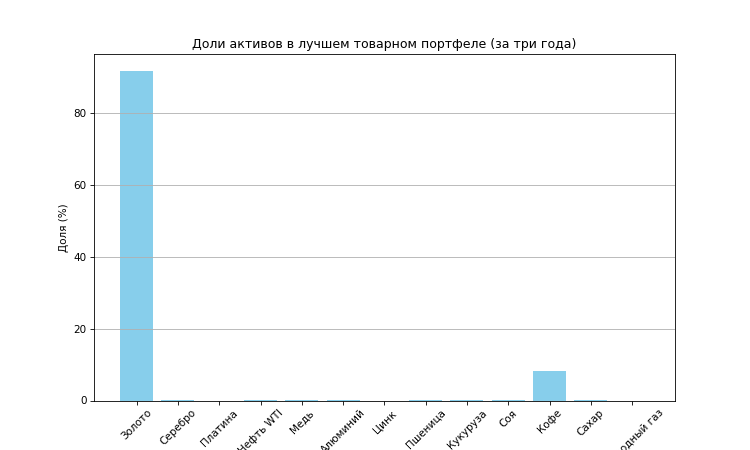 Доли активов в лучшем товарном портфеле (за три года)
Доля (%)
80
60
40
20
0
Золото
Серебро
Платина
Нефть WTI
Медь
Алюминий
Цинк
Пшеница
Кукуруза
Соя
Кофе
Сахар
газ